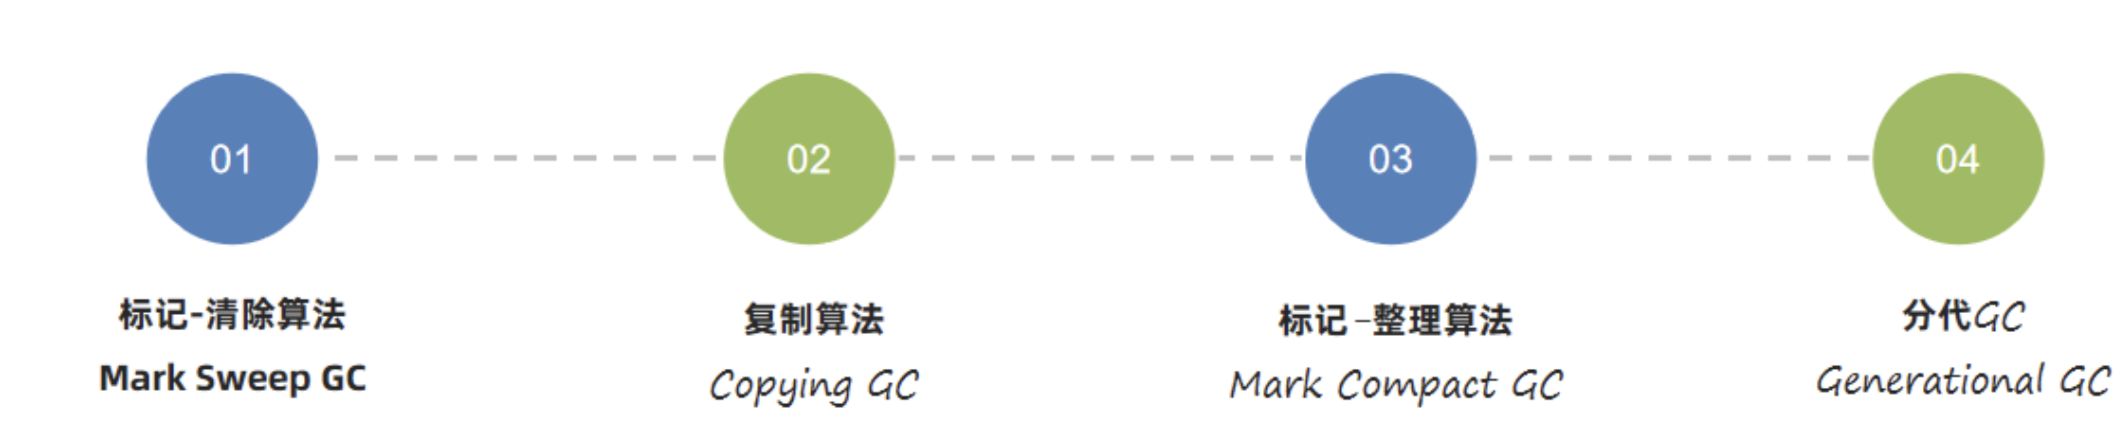 01
02
03
04
标记-清除算法
Mark Sweep GC
复制算法
Copying GC
标记-整理算法
Mark Compact GC
分代GC
Generational GC